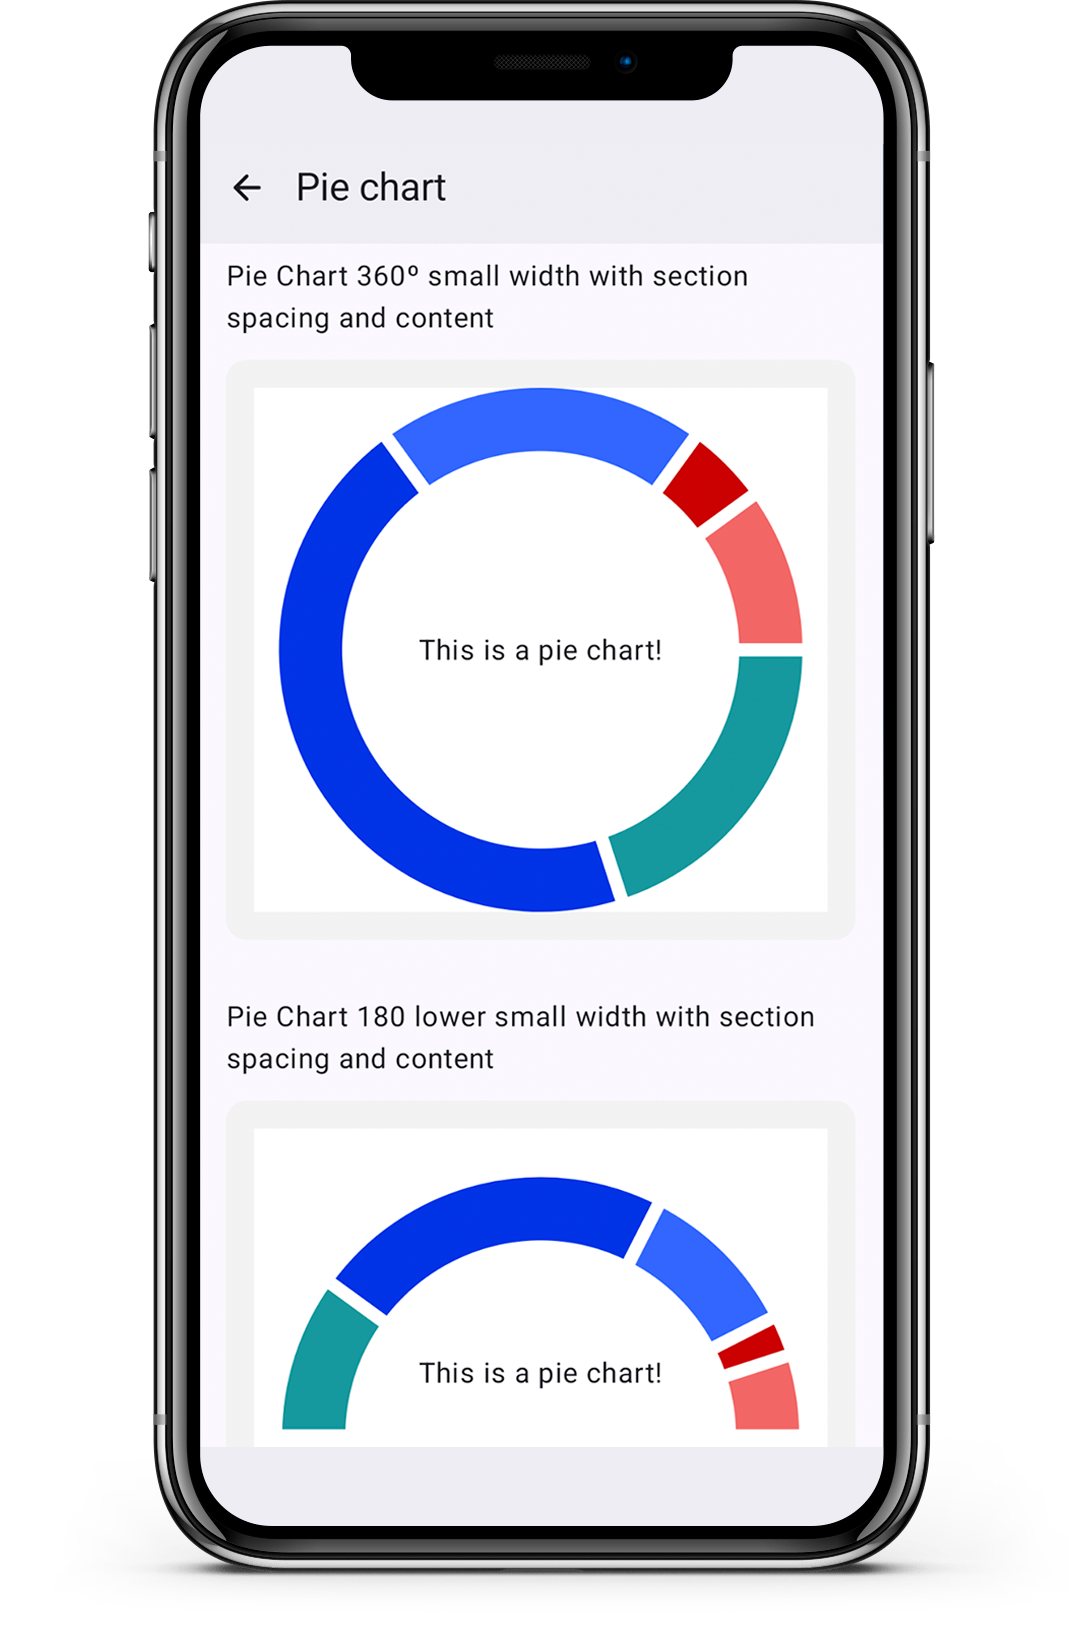 Pie chart
Pie Chart 360º small width with section
spacing and content
This is a pie chart!
Pie Chart 180 lower small width with section
spacing and content
This is a pie chart!